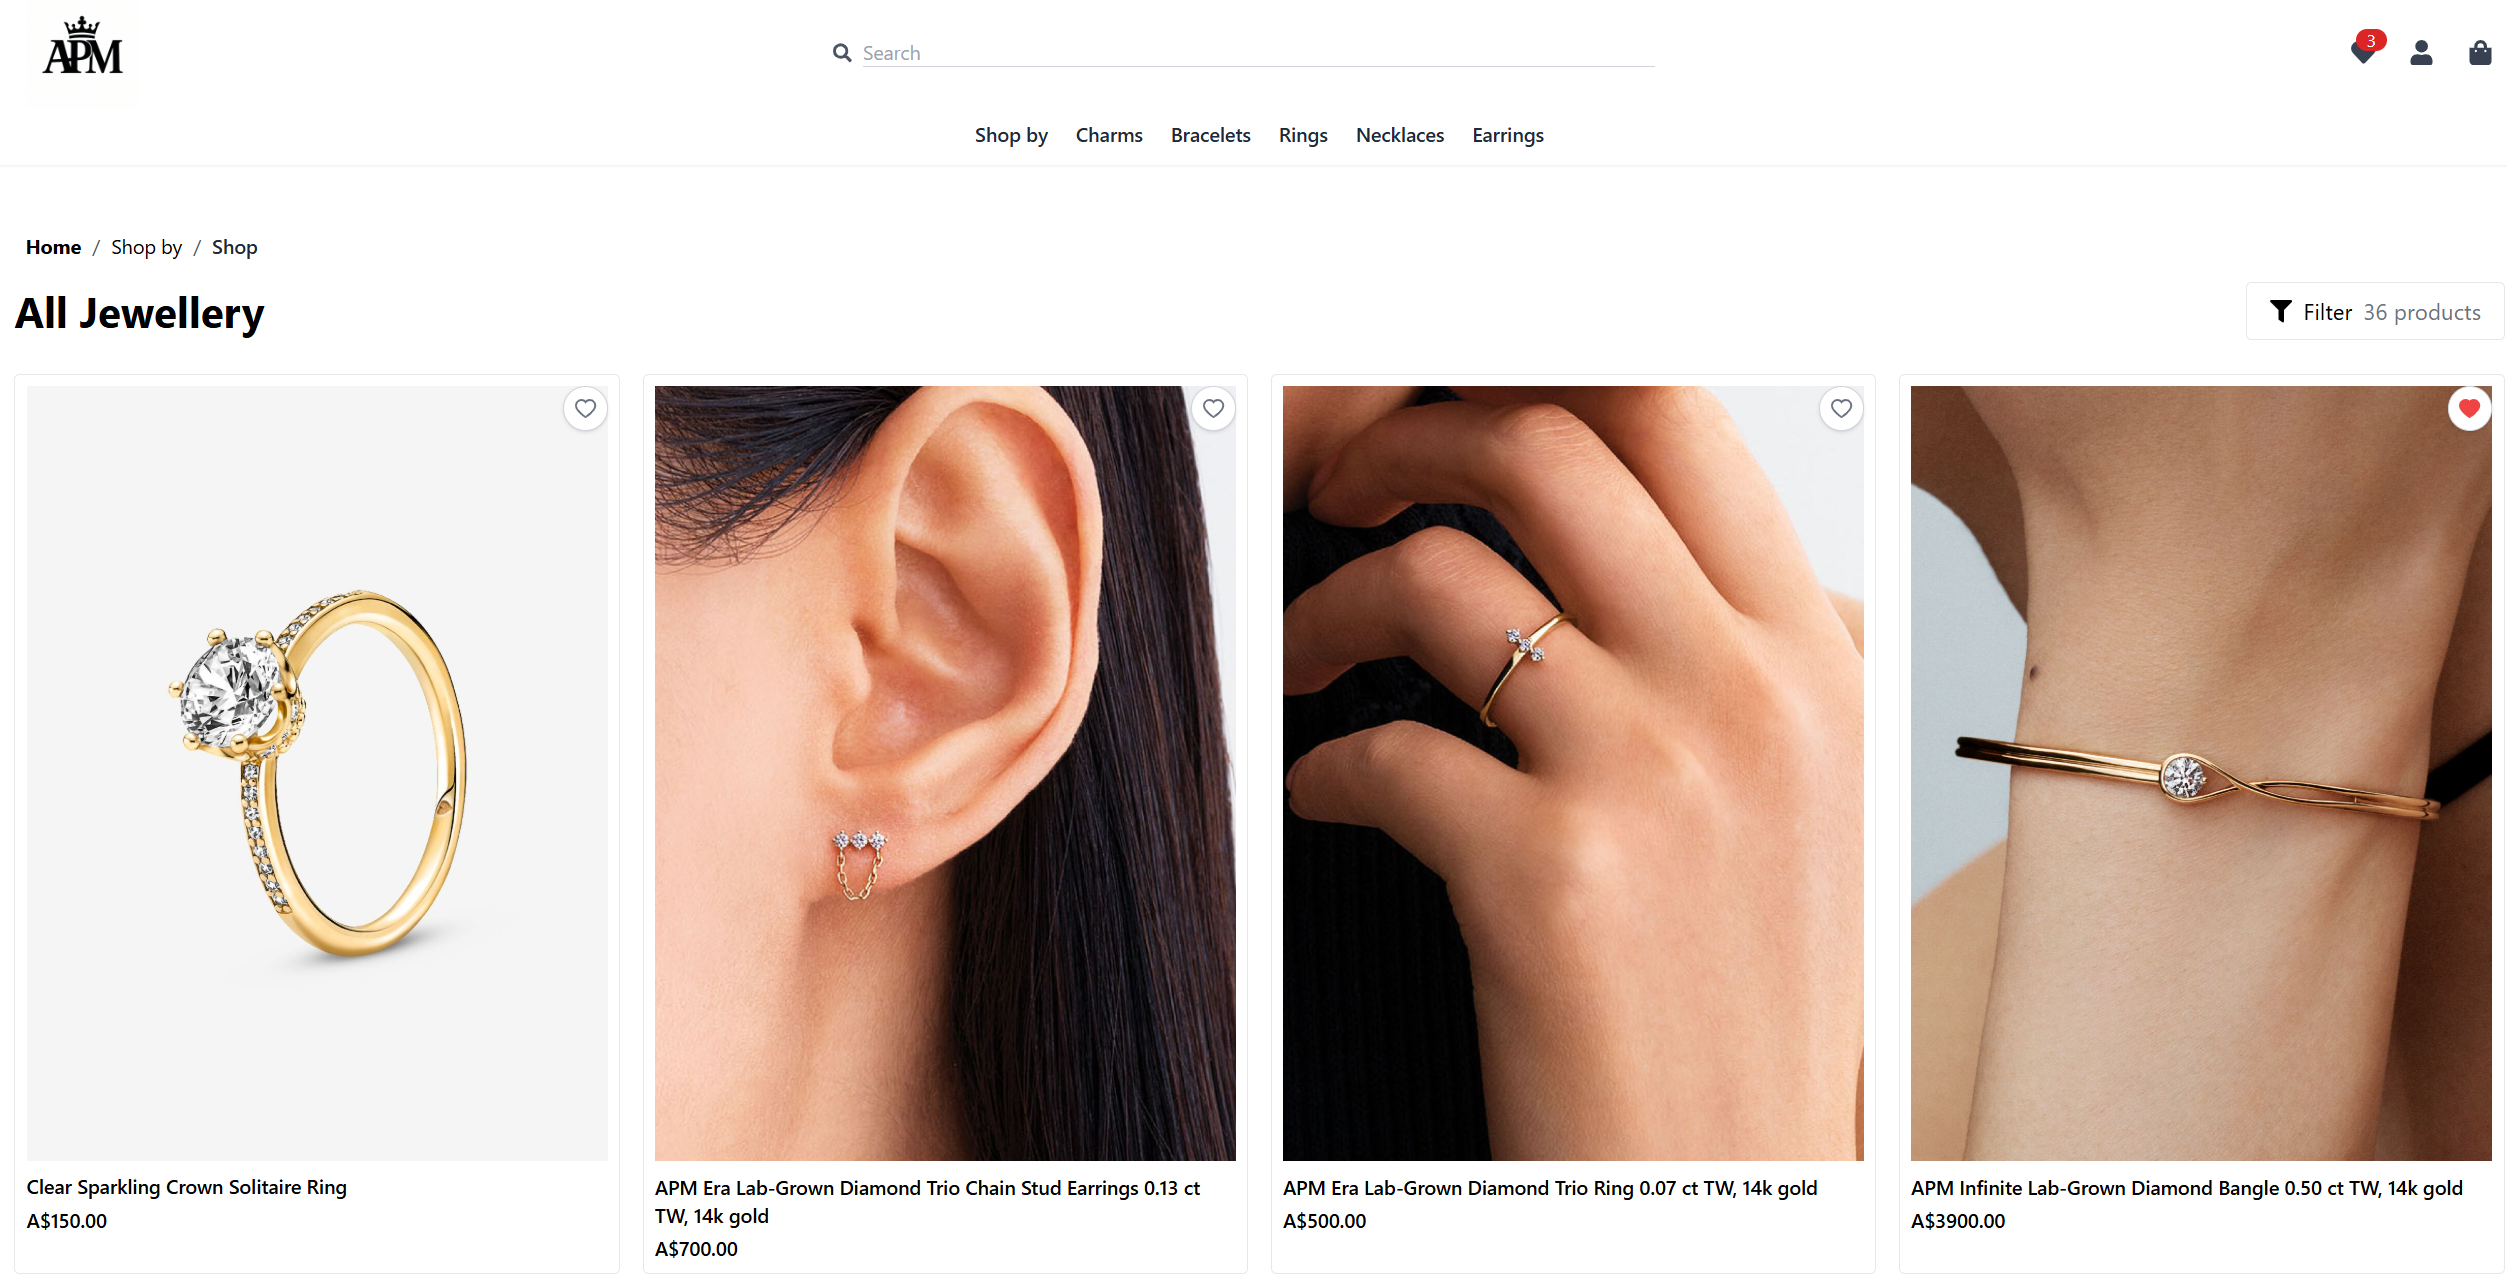 APM
Search
3
Shop by Charms Bracelets Rings Necklaces Earrings
Home / Shop by / Shop
All Jewellery
Filter 36 products
Clear Sparkling Crown Solitaire Ring
A$150.00
APM Era Lab-Grown Diamond Trio Chain Stud Earrings 0.13 ct
TW, 14k gold
A$700.00
APM Era Lab-Grown Diamond Trio Ring 0.07 ct TW, 14k gold
A$500.00
APM Infinite Lab-Grown Diamond Bangle 0.50 ct TW, 14k gold
A$3900.00